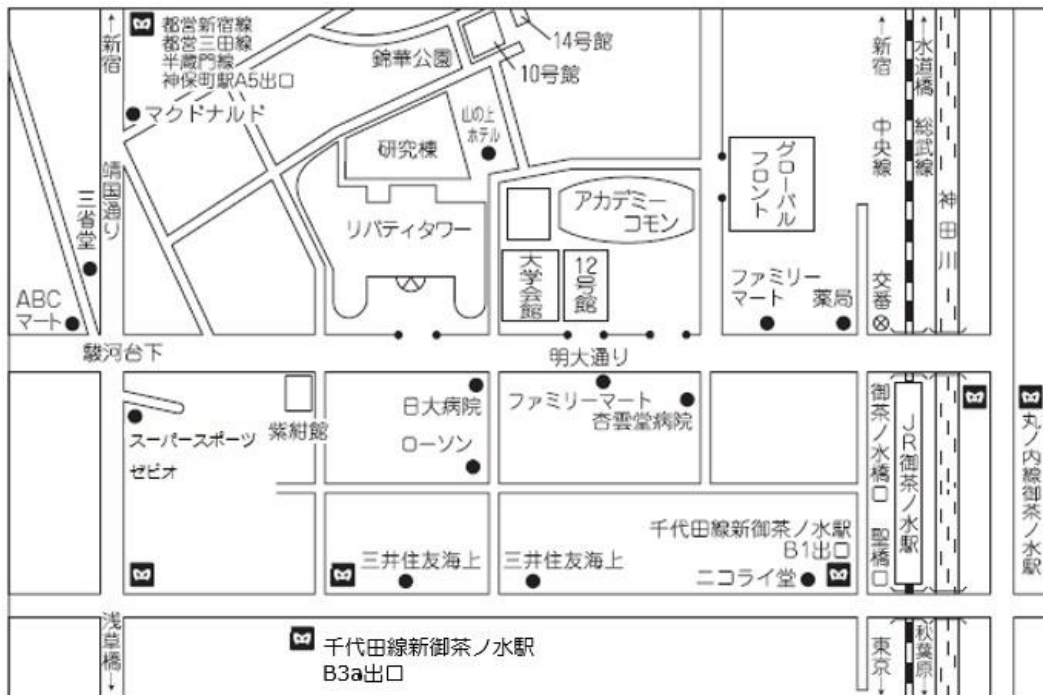 ↑新宿
都営新宿線
都営三田線
半蔵門線
神保町駅A5出口
マクドナルド
靖国通り
三省堂
ABC
マート
駿河台下
錦華公園
14号館
10号館
山の上
ホテル
研究棟
リバティタワー
アカデミー
コモン
大学会館
12号館
グローバル
フロント
ファミリー
マート
薬局
↑新宿
中央線
↑水道橋
総武線
神田川
交番
明大通り
スーパースポーツ
ゼビオ
紫紺館
日大病院
ローソン
ファミリーマート
杏雲堂病院
御茶ノ水橋口
聖橋口
JR御茶ノ水駅
丸ノ内線御茶ノ水駅
千代田線新御茶ノ水駅
B1出口
三井住友海上
三井住友海上
ニコライ堂
浅草橋↓
千代田線新御茶ノ水駅
B3a出口
東京↓
秋葉原↓